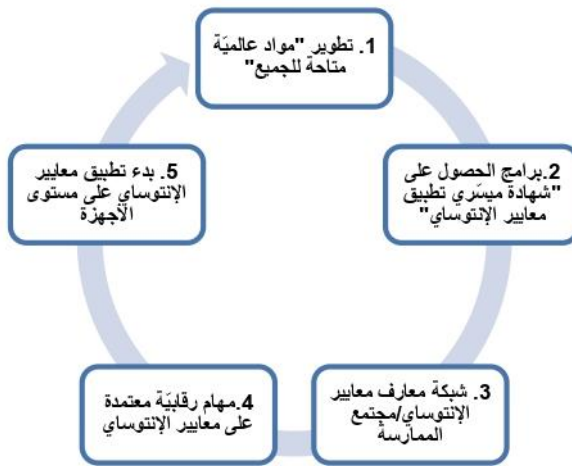 1. تطوير "مواد عالميّة
متاحة للجميع"
2.برامج الحصول على
"شهادة ميسّري تطبيق
معايير الإنتوساي"
3. شبكة معارف معايير
الإنتوساي/مجتمع
الممارسة
4.مهام رقابيّة معتمدة
على معايير الإنتوساي
5. بدء تطبيق معايير
الإنتوساي على مستوى
الأجهزة